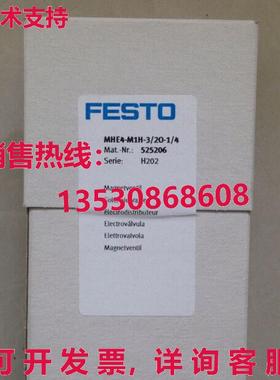 术支持
FESTO
MHE4-M1H-3/2O-1/4
Mat.-Nr.: 525206
Serie: H202
Magnetventil
销售热线:
13530868608
Electrodistributeur
Electroválvula
Elettrovalvola
Magnetventil
可开发票,详询客服